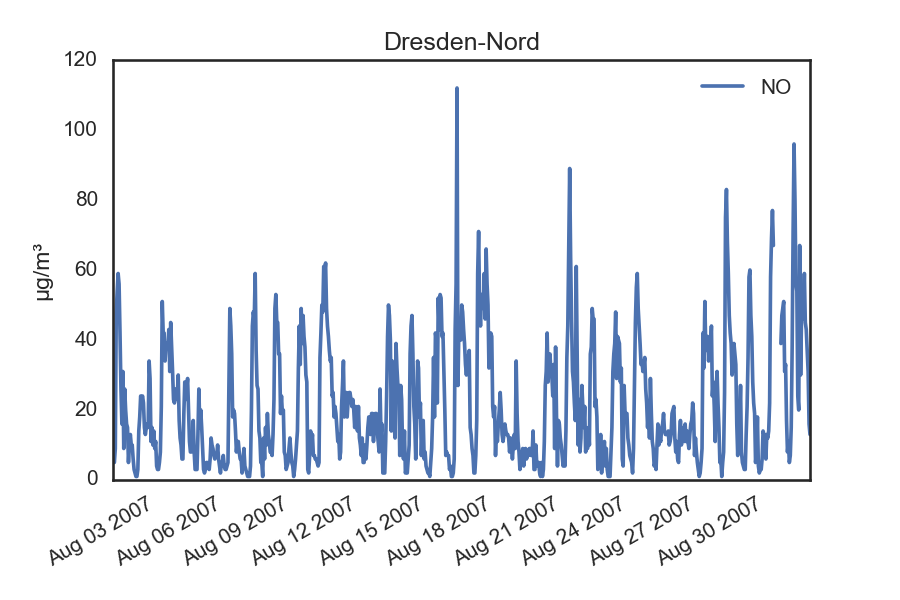 Dresden-Nord
120
100
80
60
40
20
0
µg/m³
NO
Aug 03 2007
Aug 06 2007
Aug 09 2007
Aug 12 2007
Aug 15 2007
Aug 18 2007
Aug 21 2007
Aug 24 2007
Aug 27 2007
Aug 30 2007